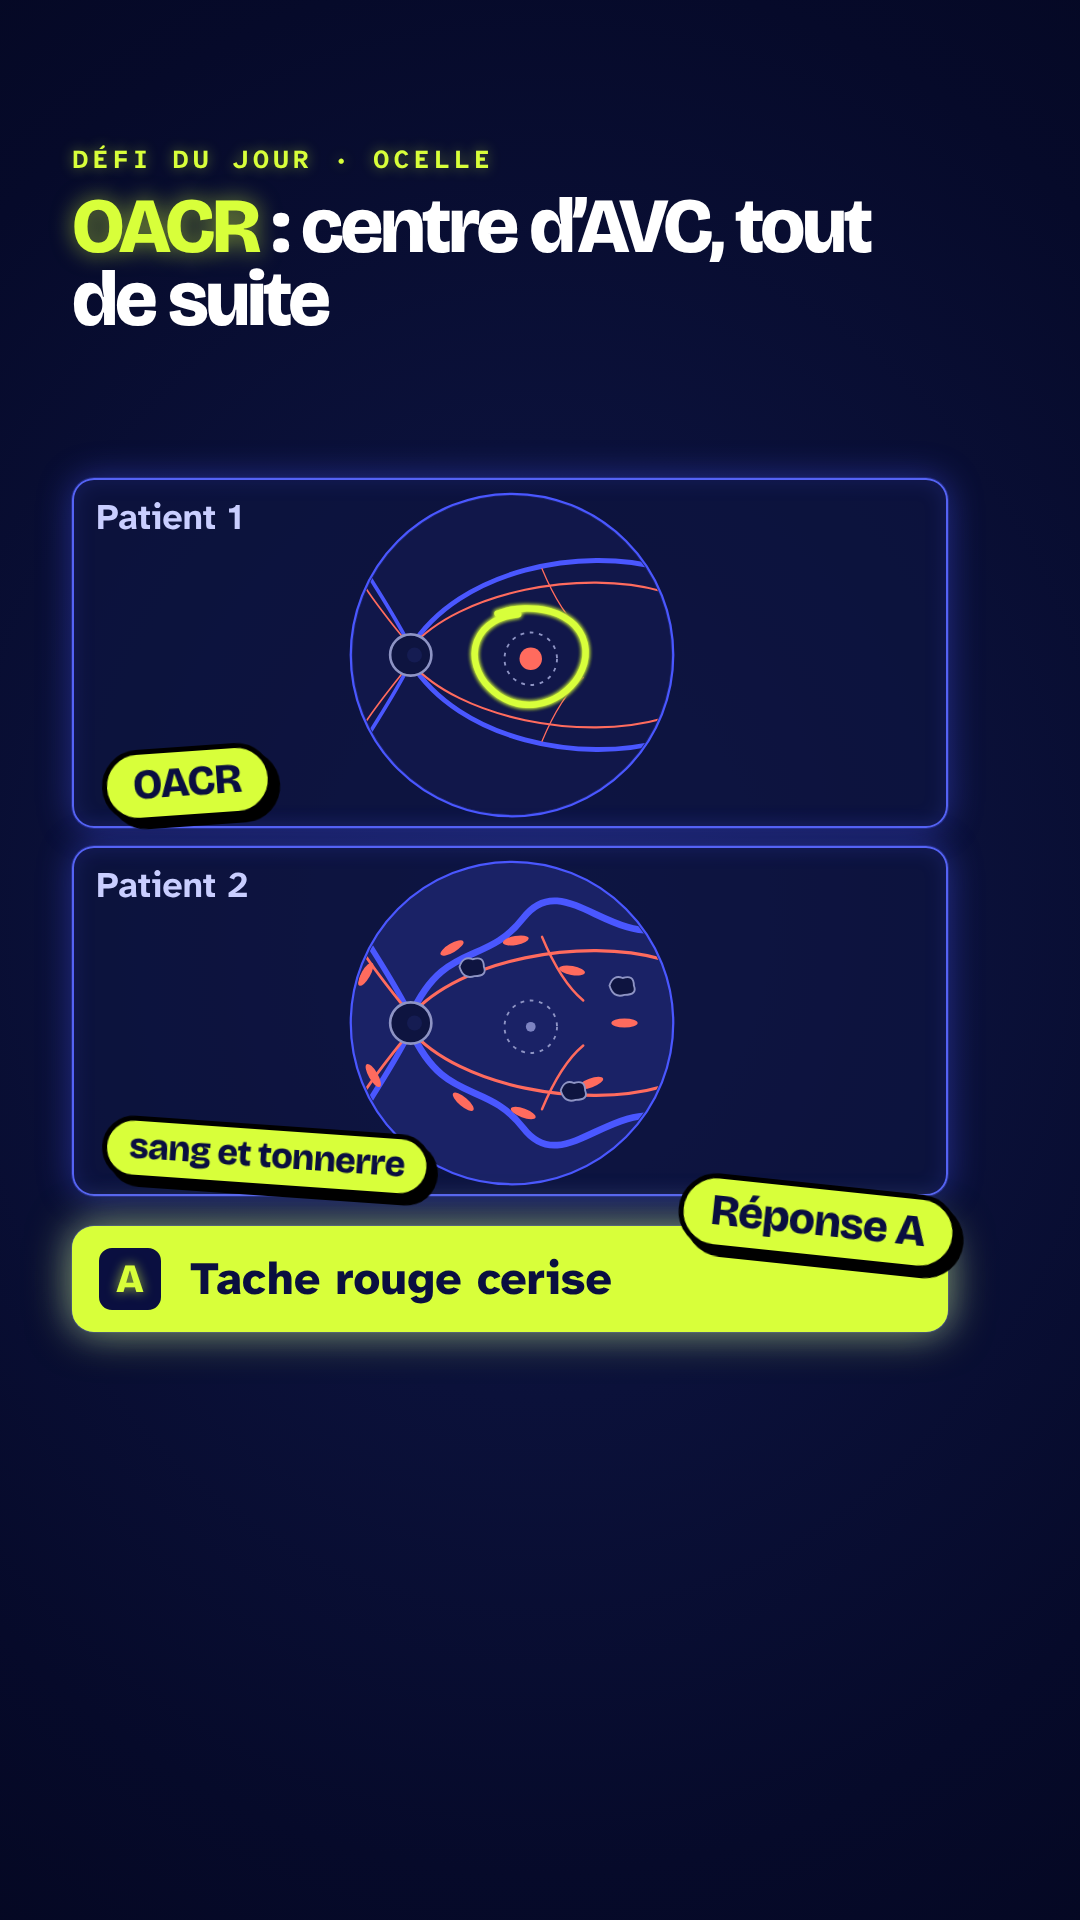 DÉFI DU JOUR · OCELLE
OACR : centre d'AVC, tout
de suite
Patient 1
OACR
Patient 2
sang et tonnerre
Réponse A
A Tache rouge cerise